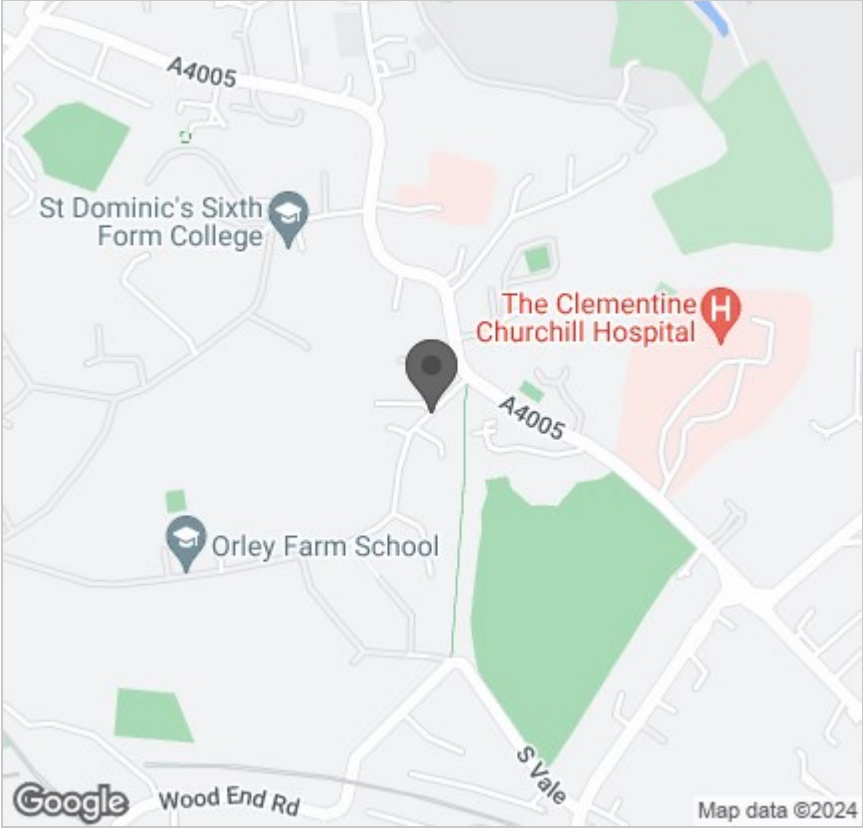 A4005
St Dominic's Sixth
Form College
The Clementine
Churchill Hospital
H
A4005
Orley Farm School
S Vale
Wood End Rd
Google
Map data ©2024